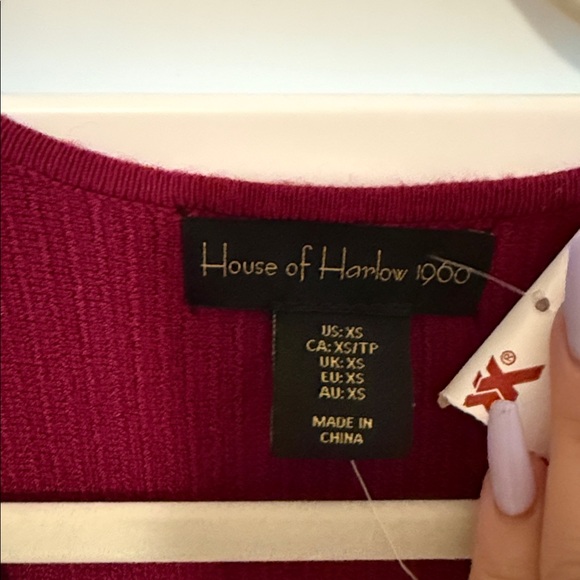 House of Harlow 1960
US: XS
CA: XS/TP
UK: XS
EU: XS
AU: XS
MADE IN
CHINA